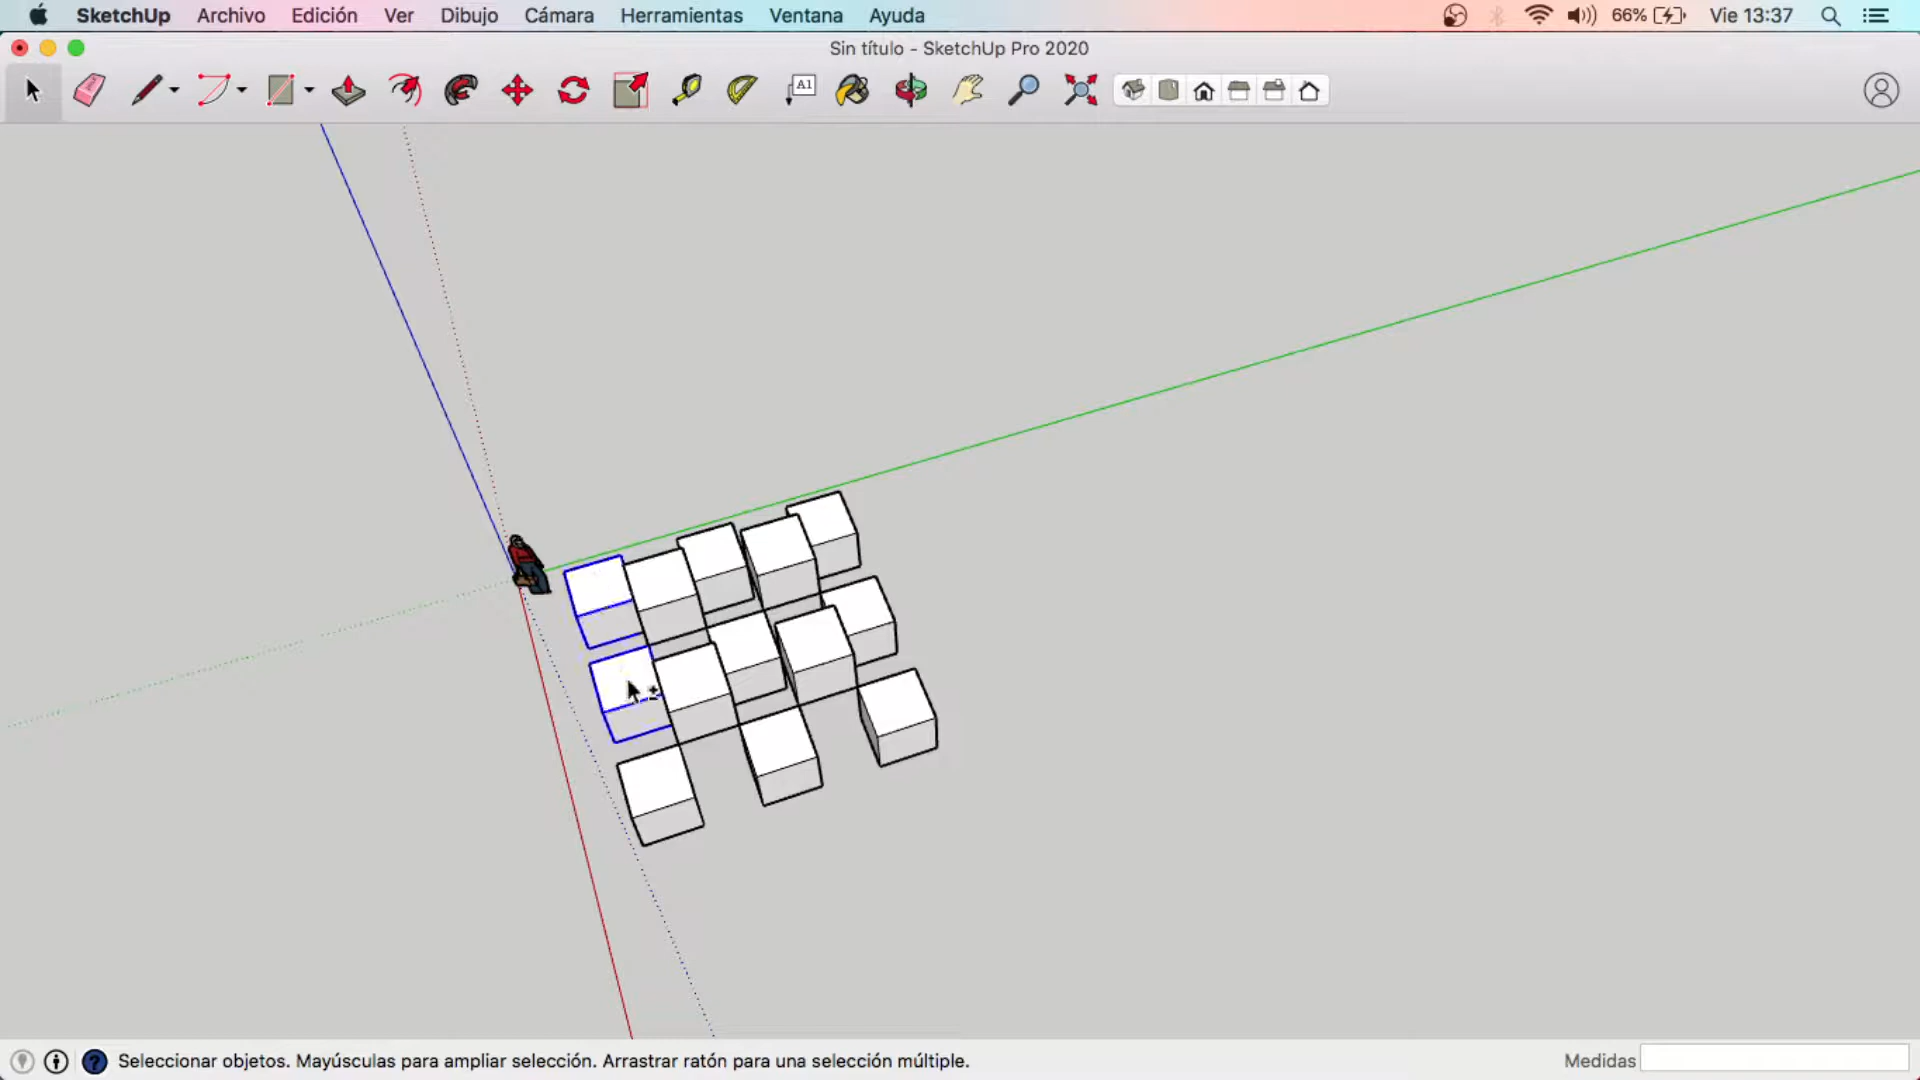 SketchUp Archivo Edición Ver Dibujo Cámara Herramientas Ventana Ayuda 66% Vie 13:37
Sin título - SketchUp Pro 2020
A1
Seleccionar objetos. Mayúsculas para ampliar selección. Arrastrar ratón para una selección múltiple. Medidas